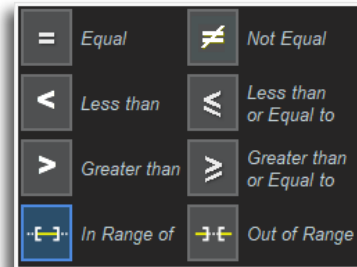 = Equal ≠ Not Equal
< Less than ⩽ Less than
or Equal to
> Greater than ⩾ Greater than
or Equal to
In Range of Out of Range